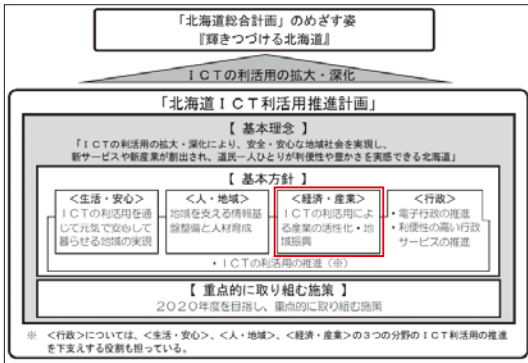 「北海道総合計画」のめざす姿
『輝きつづける北海道』
ICTの利活用の拡大・深化
「北海道ICT利活用推進計画」
【 基本理念 】
「ICTの利活用の拡大・深化により、安全・安心な地域社会を実現し、
新サービスや新産業が創出され、道民一人ひとりが利便性や豊かさを実感できる北海道」
【 基本方針 】
<生活・安心>
ICTの利活用を通
じて元気で安心して
暮らせる地域の実現
<人・地域>
地域を支える情報基
盤整備と人材育成
<経済・産業>
ICTの利活用によ
る産業の活性化・地
域振興
<行政>
・電子行政の推進
・利便性の高い行政
サービスの推進
・ICTの利活用の推進(※)
【 重点的に取り組む施策 】
2020年度を目指し、重点的に取り組む施策
※ <行政>については、<生活・安心>、<人・地域>、<経済・産業>の3つの分野のICT利活用の推進
を下支えする役割も担っている。